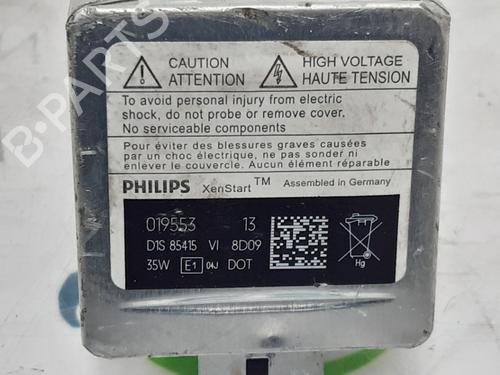 CAUTION
ATTENTION
HIGH VOLTAGE
HAUTE TENSION
To avoid personal injury from electric
shock, do not probe or remove cover.
No serviceable components
Pour éviter des blessures graves causées
par un choc électrique, ne pas enlever
le couvercle. Aucun élément réparable
PHILIPS XenStart™ Assembled in Germany
019553 13
D1S 85415 VI 8D09
35W E1 04J DOT
Hg
B-PARTS